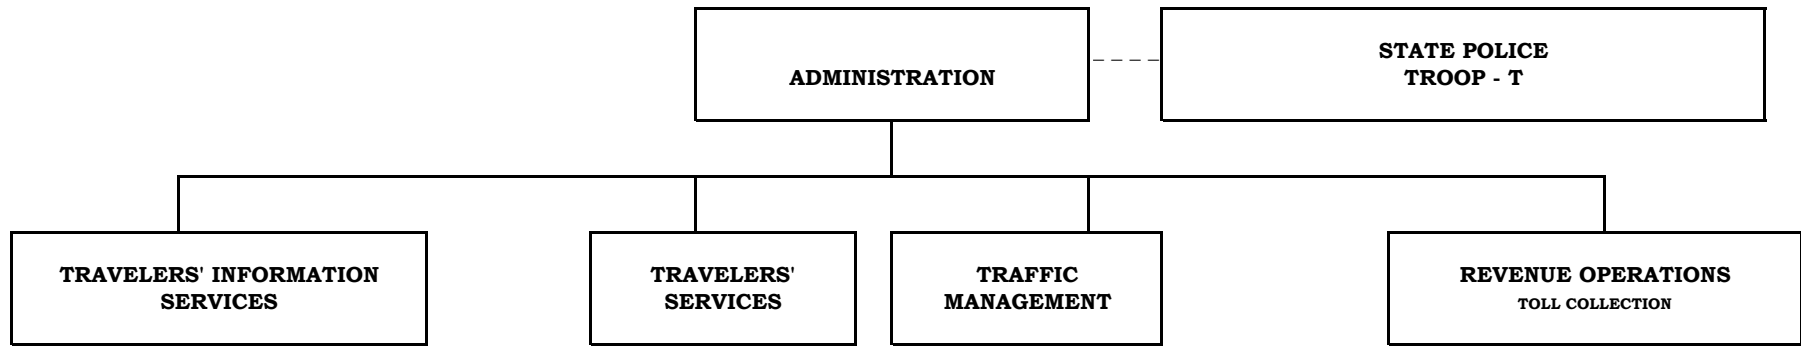 ADMINISTRATION
STATE POLICE
TROOP - T
TRAVELERS' INFORMATION
SERVICES
TRAVELERS'
SERVICES
TRAFFIC
MANAGEMENT
REVENUE OPERATIONS
TOLL COLLECTION